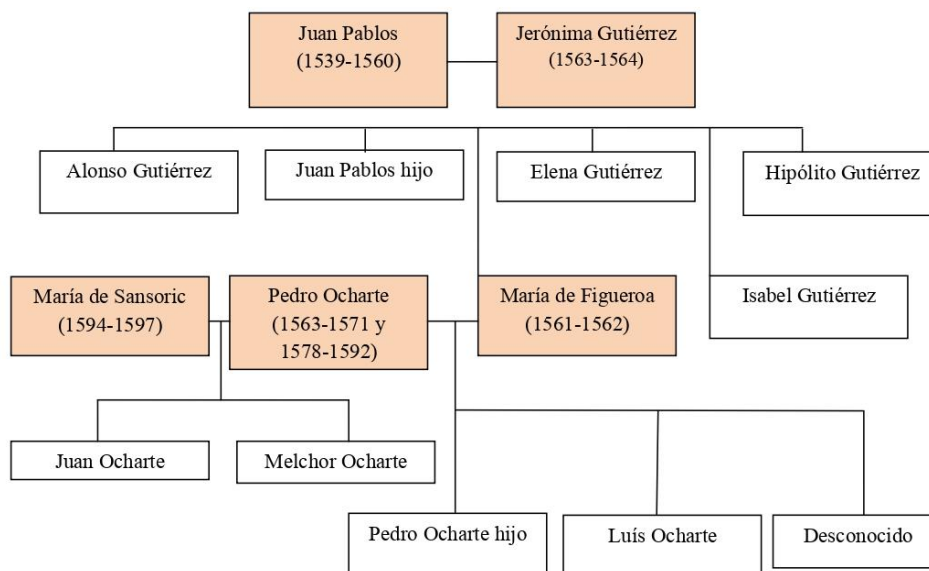 Juan Pablos
(1539-1560)
Jerónima Gutiérrez
(1563-1564)
Alonso Gutiérrez
Juan Pablos hijo
Elena Gutiérrez
Hipólito Gutiérrez
María de Sansoric
(1594-1597)
Pedro Ocharte
(1563-1571 y
1578-1592)
María de Figueroa
(1561-1562)
Isabel Gutiérrez
Juan Ocharte
Melchor Ocharte
Pedro Ocharte hijo
Luís Ocharte
Desconocido